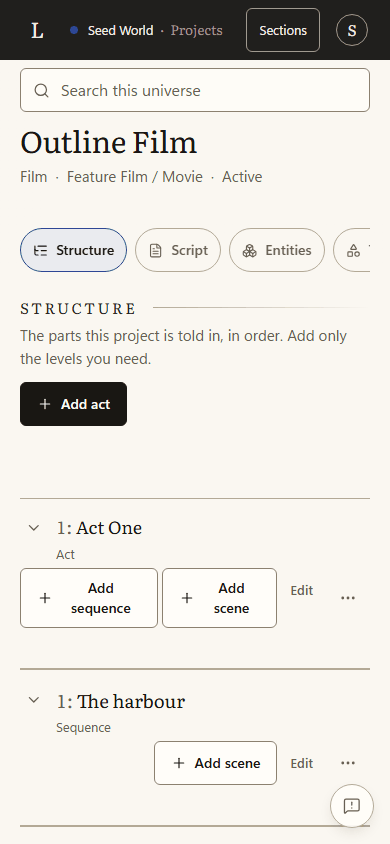 L
Seed World · Projects
Sections
S
Search this universe
Outline Film
Film · Feature Film / Movie · Active
Structure
Script
Entities
STRUCTURE
The parts this project is told in, in order. Add only
the levels you need.
Add act
1: Act One
Act
Add
sequence
Add
scene
Edit
1: The harbour
Sequence
Add scene
Edit